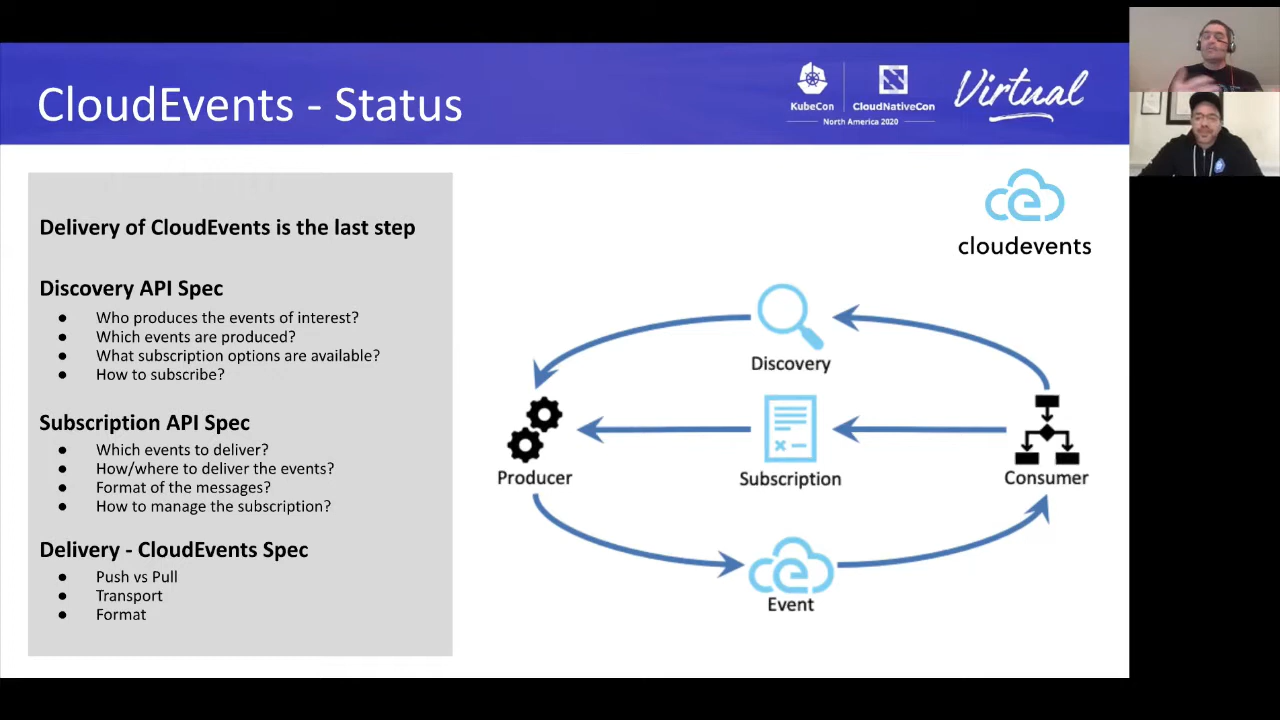 CloudEvents - Status
KubeCon
CloudNativeCon
North America 2020
Virtual
cloudevents
Delivery of CloudEvents is the last step
Discovery API Spec
● Who produces the events of interest?
● Which events are produced?
● What subscription options are available?
● How to subscribe?
Subscription API Spec
● Which events to deliver?
● How/where to deliver the events?
● Format of the messages?
● How to manage the subscription?
Delivery - CloudEvents Spec
● Push vs Pull
● Transport
● Format
Discovery
Producer
Subscription
Consumer
Event